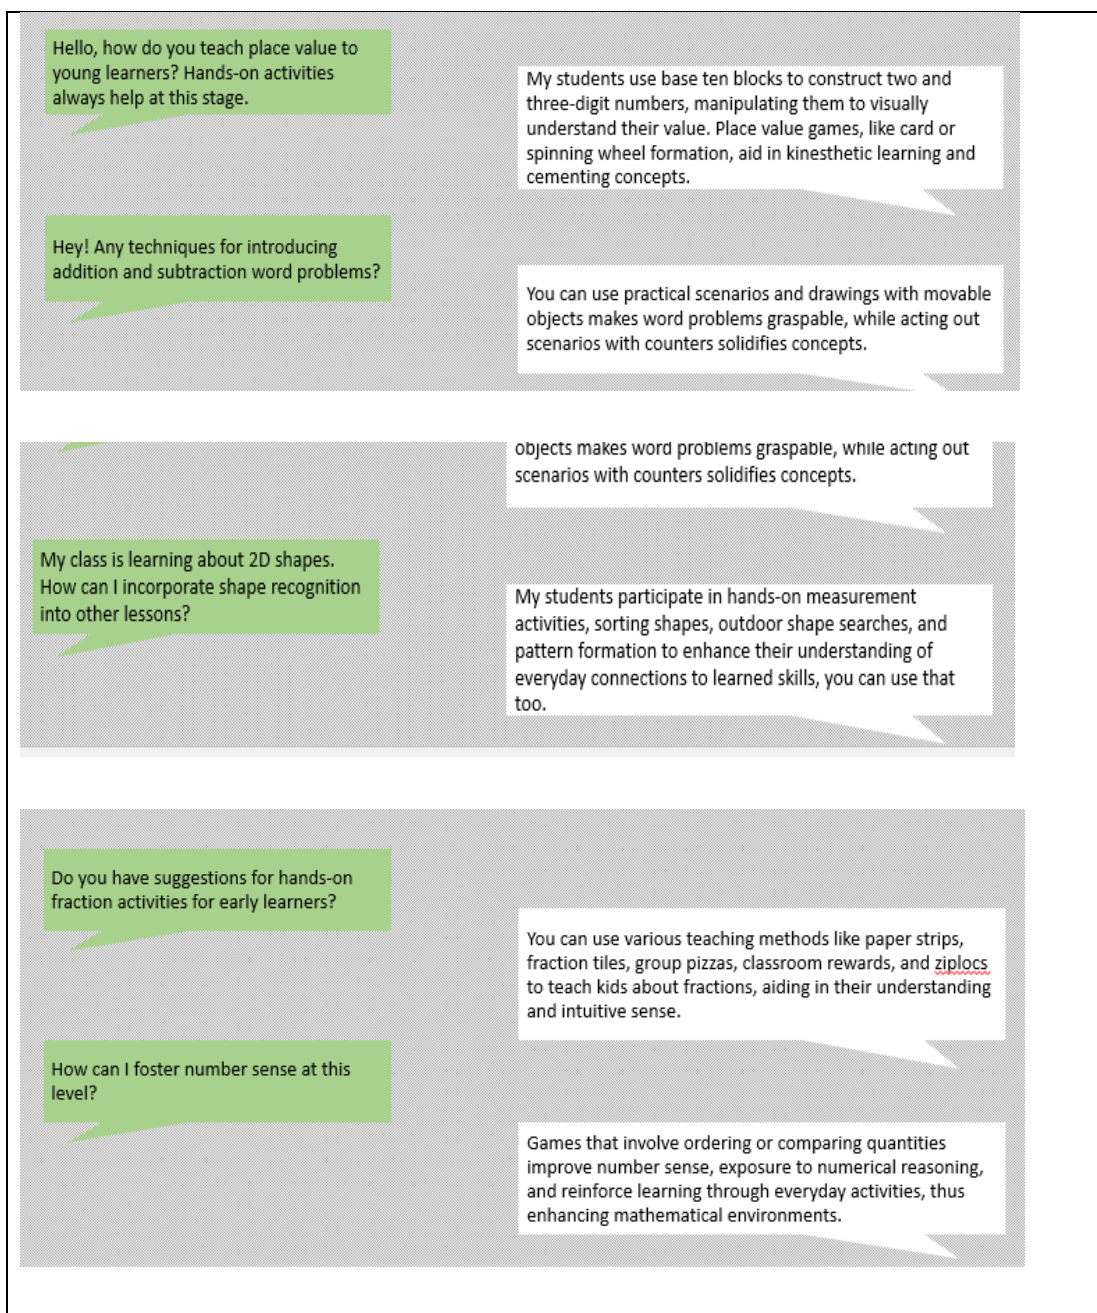 Hello, how do you teach place value to
young learners? Hands-on activities
always help at this stage.
My students use base ten blocks to construct two and
three-digit numbers, manipulating them to visually
understand their value. Place value games, like card or
spinning wheel formation, aid in kinesthetic learning and
cementing concepts.
Hey! Any techniques for introducing
addition and subtraction word problems?
You can use practical scenarios and drawings with movable
objects makes word problems graspable, while acting out
scenarios with counters solidifies concepts.
objects makes word problems graspable, while acting out
scenarios with counters solidifies concepts.
My class is learning about 2D shapes.
How can I incorporate shape recognition
into other lessons?
My students participate in hands-on measurement
activities, sorting shapes, outdoor shape searches, and
pattern formation to enhance their understanding of
everyday connections to learned skills, you can use that
too.
Do you have suggestions for hands-on
fraction activities for early learners?
You can use various teaching methods like paper strips,
fraction tiles, group pizzas, classroom rewards, and ziplocs
to teach kids about fractions, aiding in their understanding
and intuitive sense.
How can I foster number sense at this
level?
Games that involve ordering or comparing quantities
improve number sense, exposure to numerical reasoning,
and reinforce learning through everyday activities, thus
enhancing mathematical environments.